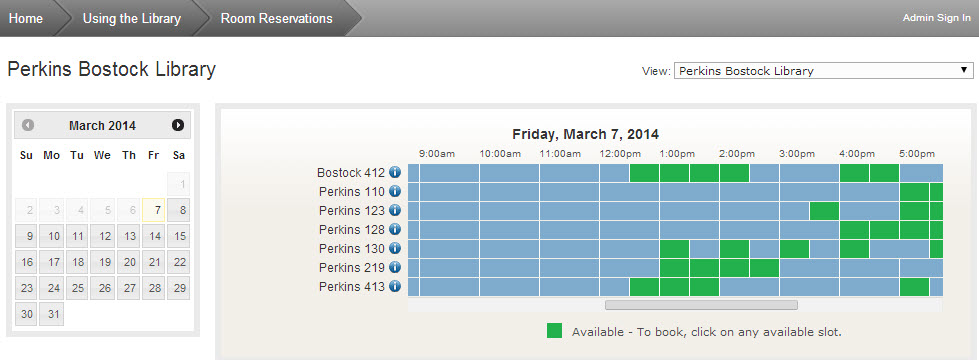 Home Using the Library Room Reservations Admin Sign In
Perkins Bostock Library
View: Perkins Bostock Library
March 2014
Su Mo Tu We Th Fr Sa
1
2 3 4 5 6 7 8
9 10 11 12 13 14 15
16 17 18 19 20 21 22
23 24 25 26 27 28 29
30 31
Friday, March 7, 2014
9:00am 10:00am 11:00am 12:00pm 1:00pm 2:00pm 3:00pm 4:00pm 5:00pm
Bostock 412
Perkins 110
Perkins 123
Perkins 128
Perkins 130
Perkins 219
Perkins 413
Available - To book, click on any available slot.